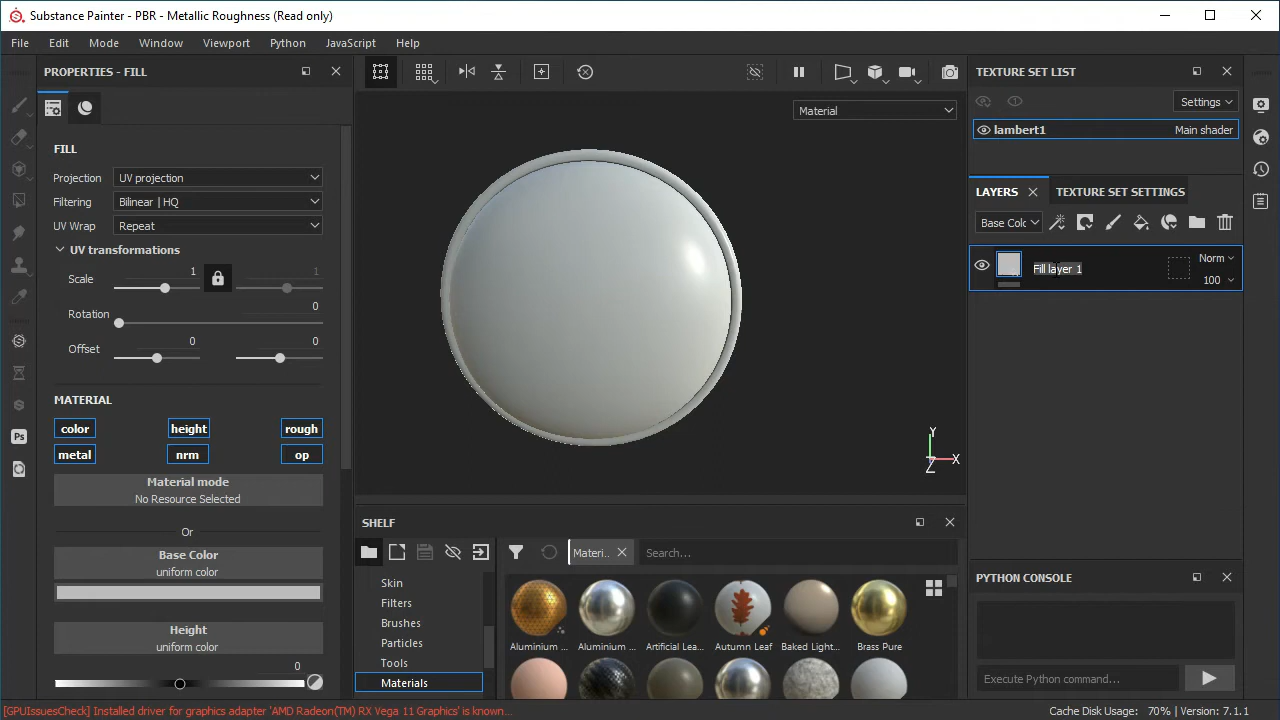 Substance Painter - PBR - Metallic Roughness (Read only)
File Edit Mode Window Viewport Python JavaScript Help
PROPERTIES - FILL
FILL
Projection UV projection
Filtering Bilinear | HQ
UV Wrap Repeat
UV transformations
Scale 1 1
Rotation 0
Offset 0 0
MATERIAL
color height rough
metal nrm op
Material mode
No Resource Selected
Or
Base Color
uniform color
Height
uniform color
0
Material
Y
X
Z
SHELF
Materi..
Search...
Skin
Filters
Brushes
Particles
Tools
Materials
Aluminium ... Aluminium ... Artificial Lea... Autumn Leaf Baked Light... Brass Pure
TEXTURE SET LIST
Settings
lambert1 Main shader
LAYERS TEXTURE SET SETTINGS
Base Colc
Fill layer 1
Norm
100
PYTHON CONSOLE
Execute Python command...
Ps
[GPUIssuesCheck] Installed driver for graphics adapter 'AMD Radeon(TM) RX Vega 11 Graphics' is known...
Cache Disk Usage: 70% | Version: 7.1.1